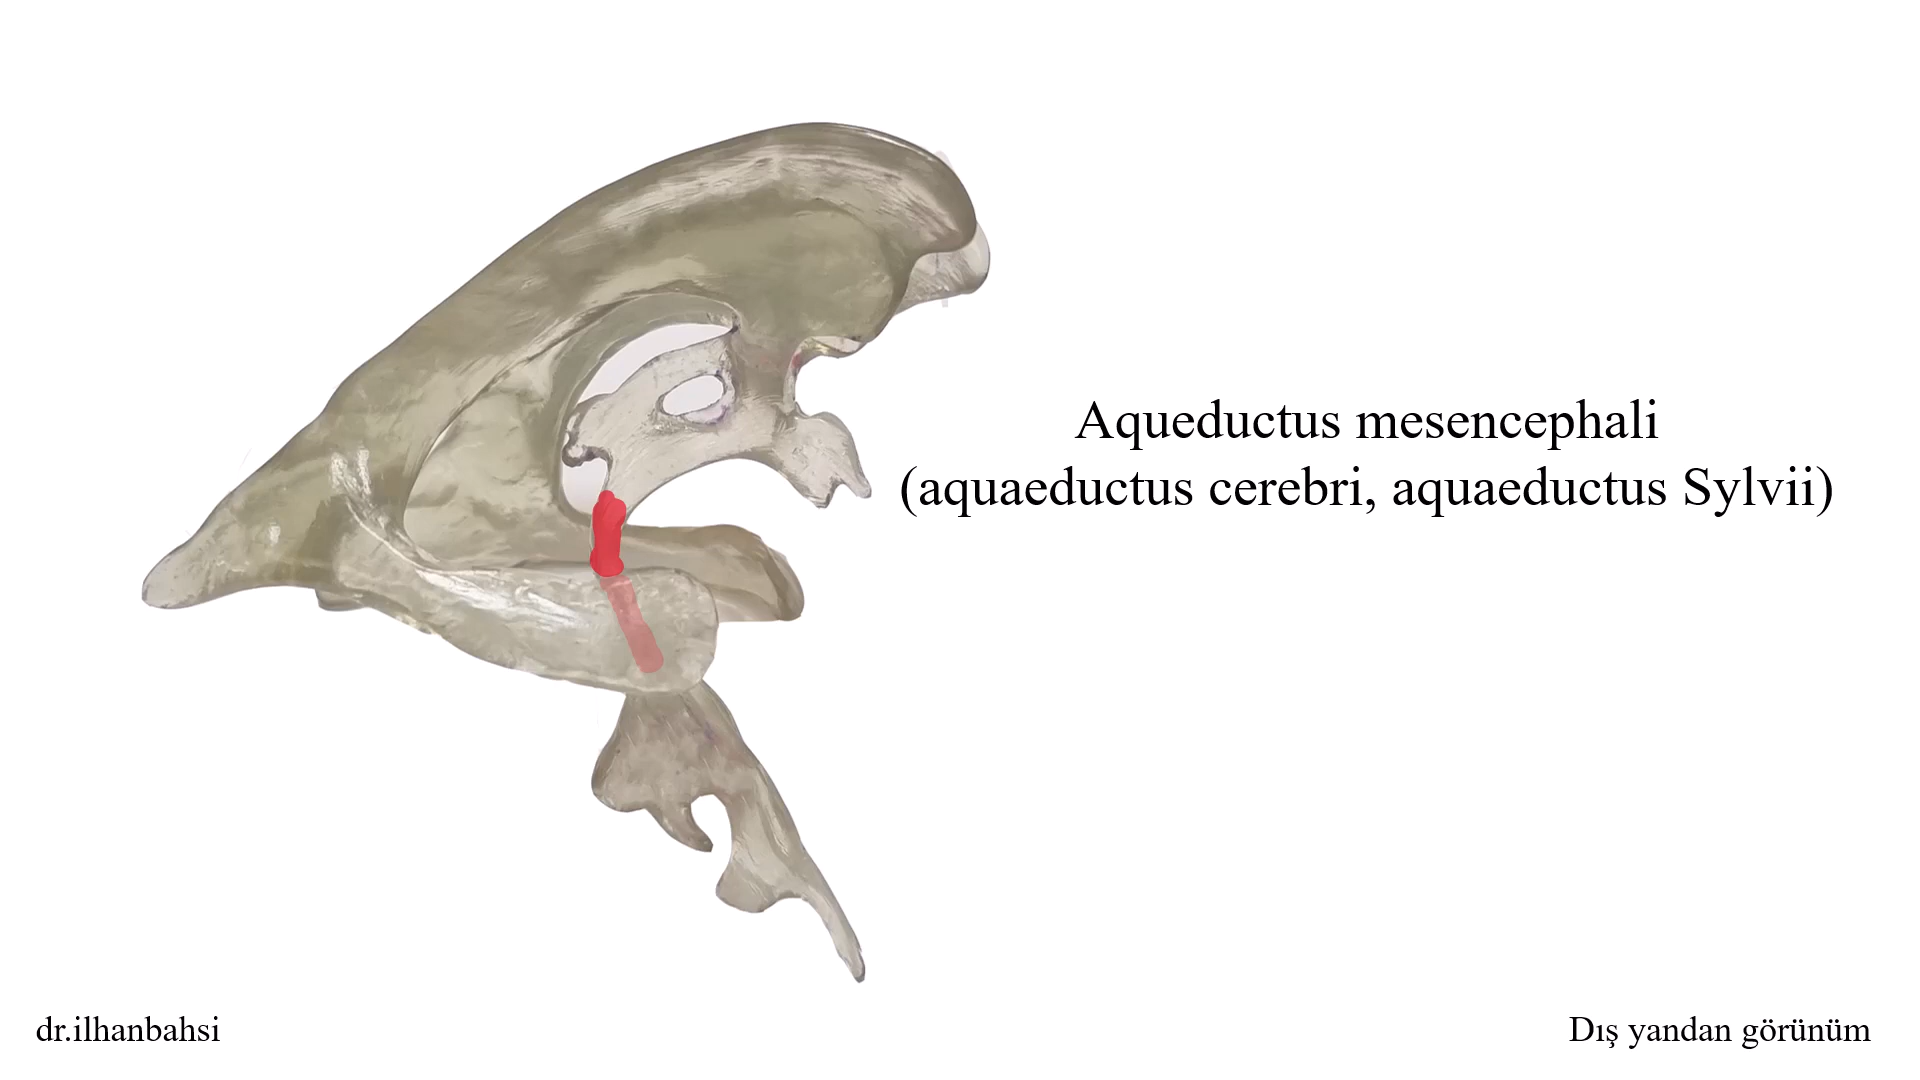 Aqueductus mesencephali
(aquaeductus cerebri, aquaeductus Sylvii)
dr.ilhanbahsi
Dış yandan görünüm